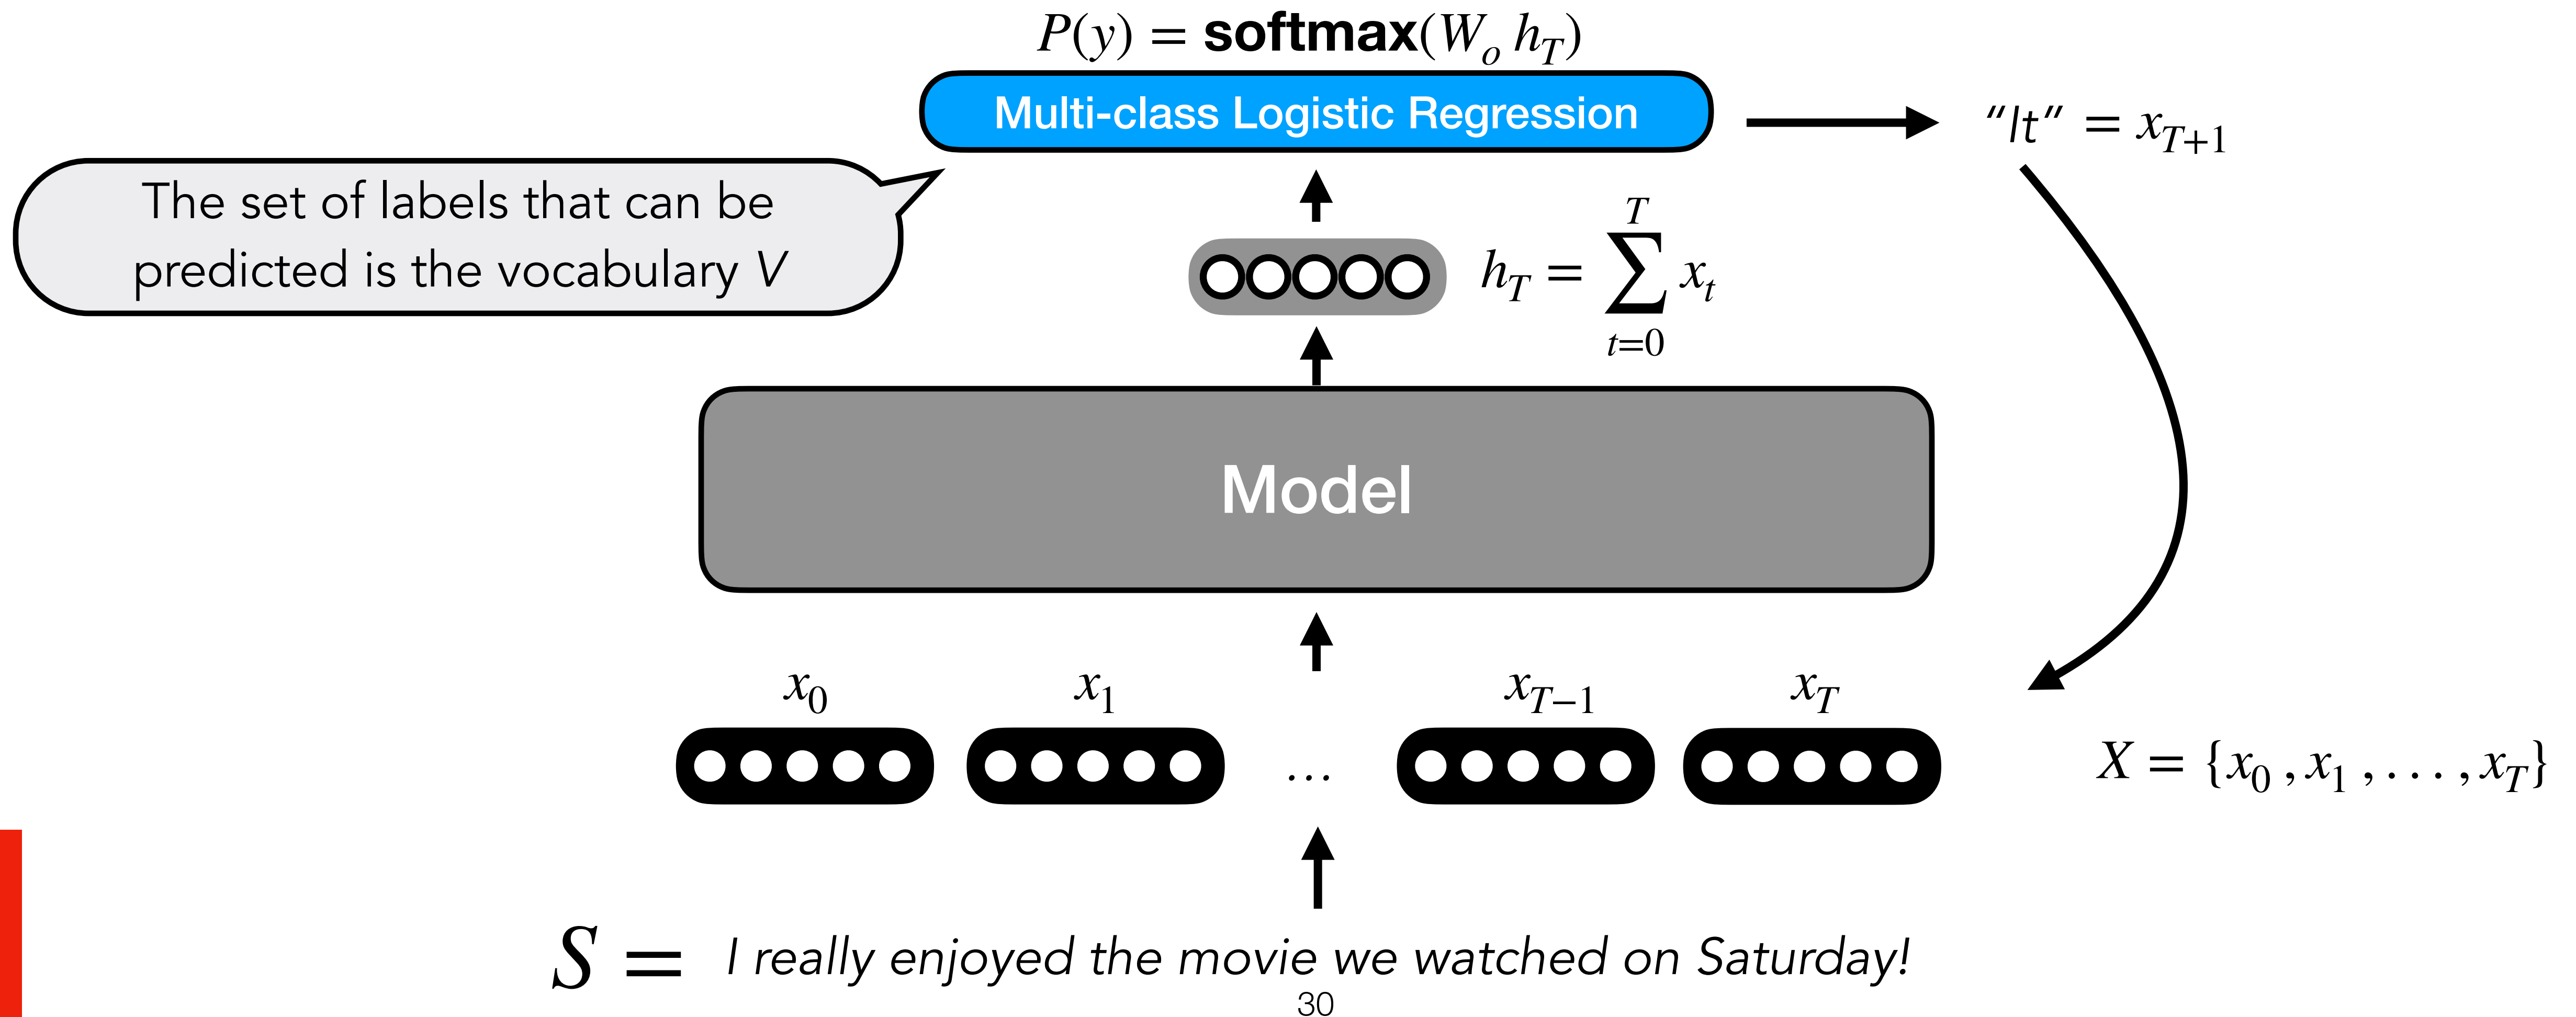 P(y) = softmax(W_o h_T)
Multi-class Logistic Regression
“It” = x_{T+1}
The set of labels that can be
predicted is the vocabulary V
h_T = \sum_{t=0}^{T} x_t
Model
x_0 x_1 x_{T-1} x_T
...
X = {x_0 , x_1 , . . . , x_T}
S = I really enjoyed the movie we watched on Saturday!
30